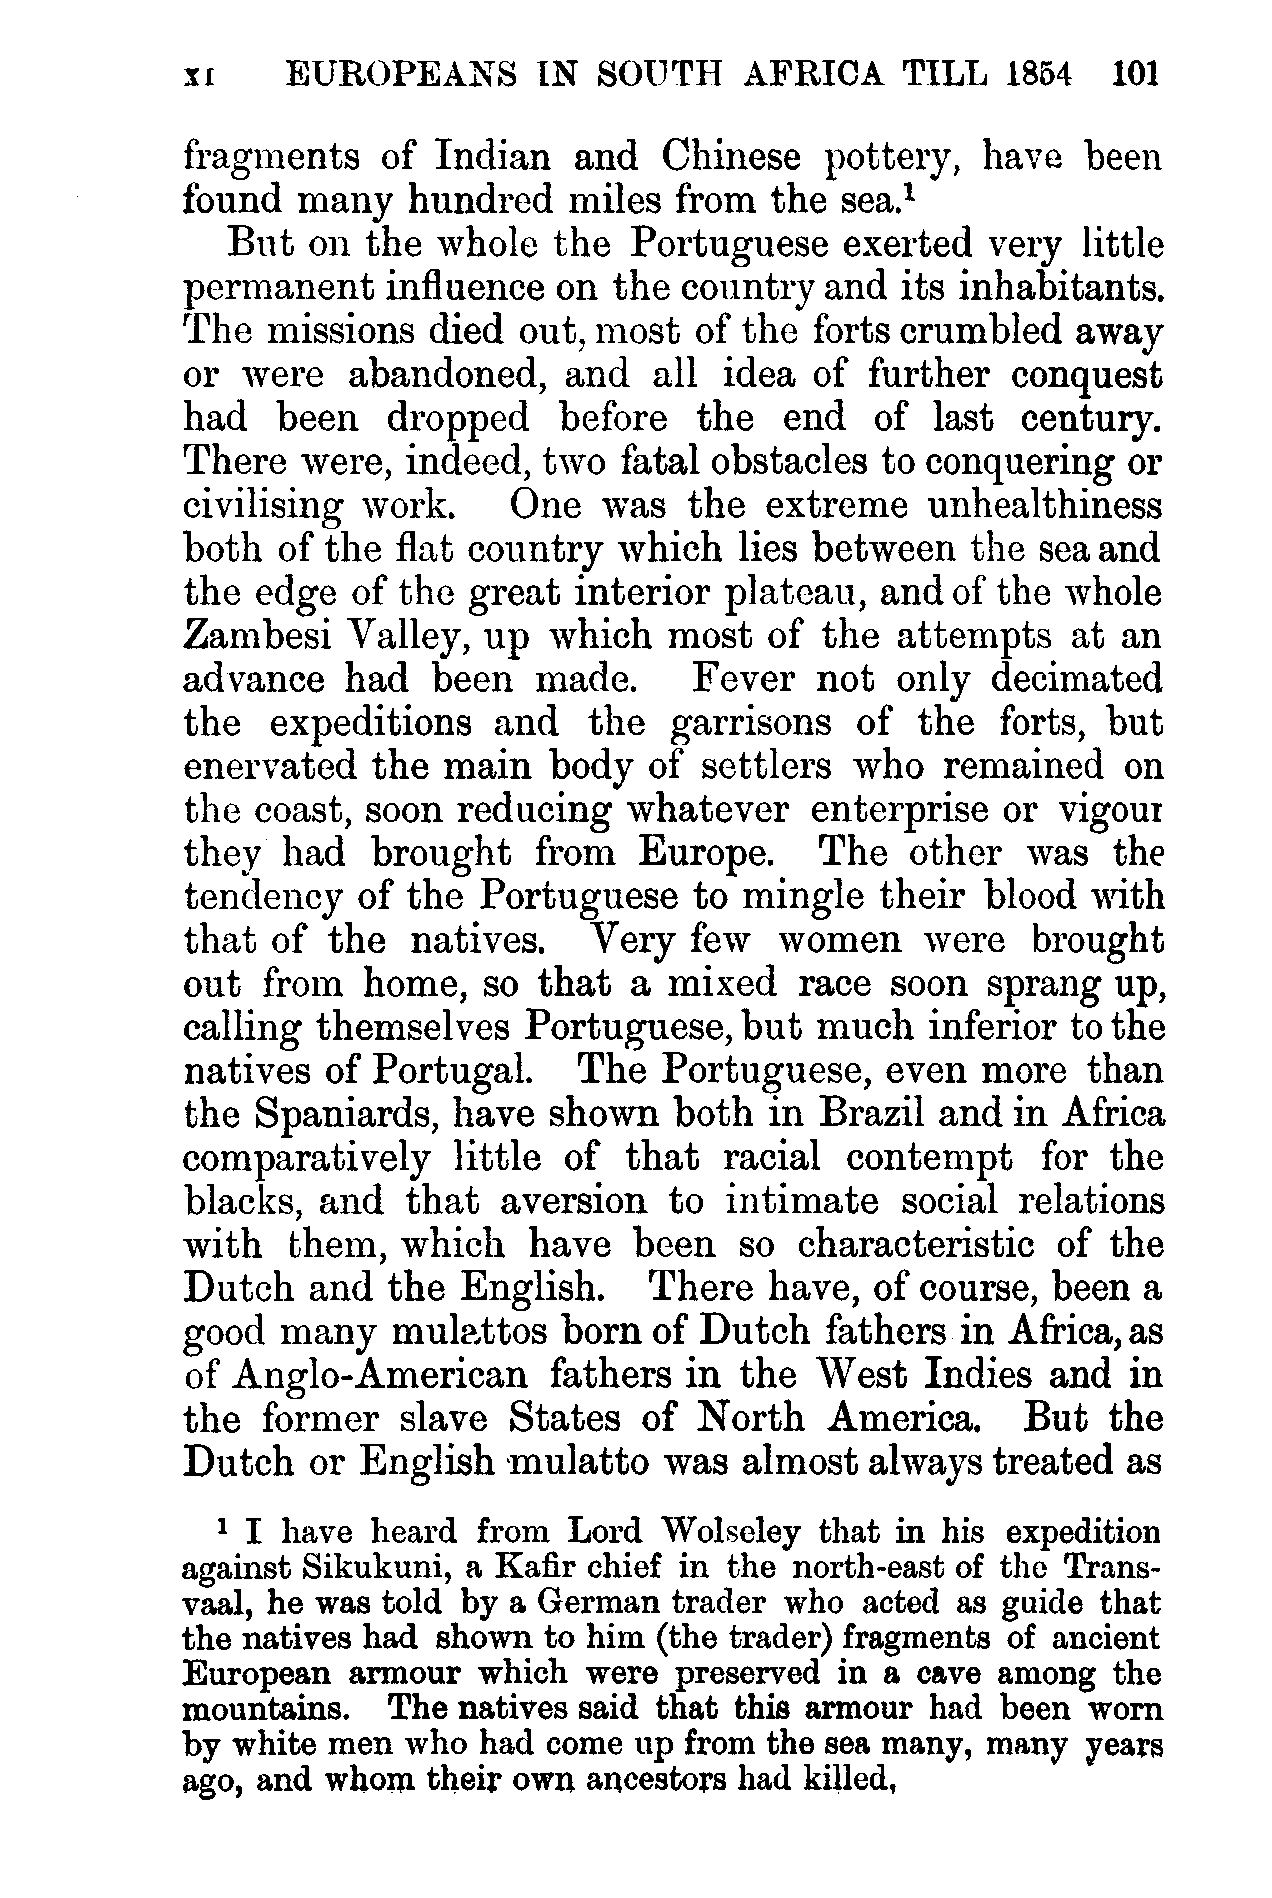 XI EUROPEANS IN SOUTH AFRICA TILL 1854 101
fragments of Indian and Chinese pottery, have been
found many hundred miles from the sea.¹
But on the whole the Portuguese exerted very little
permanent influence on the country and its inhabitants.
The missions died out, most of the forts crumbled away
or were abandoned, and all idea of further conquest
had been dropped before the end of last century.
There were, indeed, two fatal obstacles to conquering or
civilising work. One was the extreme unhealthiness
both of the flat country which lies between the sea and
the edge of the great interior plateau, and of the whole
Zambesi Valley, up which most of the attempts at an
advance had been made. Fever not only decimated
the expeditions and the garrisons of the forts, but
enervated the main body of settlers who remained on
the coast, soon reducing whatever enterprise or vigour
they had brought from Europe. The other was the
tendency of the Portuguese to mingle their blood with
that of the natives. Very few women were brought
out from home, so that a mixed race soon sprang up,
calling themselves Portuguese, but much inferior to the
natives of Portugal. The Portuguese, even more than
the Spaniards, have shown both in Brazil and in Africa
comparatively little of that racial contempt for the
blacks, and that aversion to intimate social relations
with them, which have been so characteristic of the
Dutch and the English. There have, of course, been a
good many mulattos born of Dutch fathers in Africa, as
of Anglo-American fathers in the West Indies and in
the former slave States of North America. But the
Dutch or English mulatto was almost always treated as
¹ I have heard from Lord Wolseley that in his expedition
against Sikukuni, a Kafir chief in the north-east of the Trans-
vaal, he was told by a German trader who acted as guide that
the natives had shown to him (the trader) fragments of ancient
European armour which were preserved in a cave among the
mountains. The natives said that this armour had been worn
by white men who had come up from the sea many, many years
ago, and whom their own ancestors had killed,